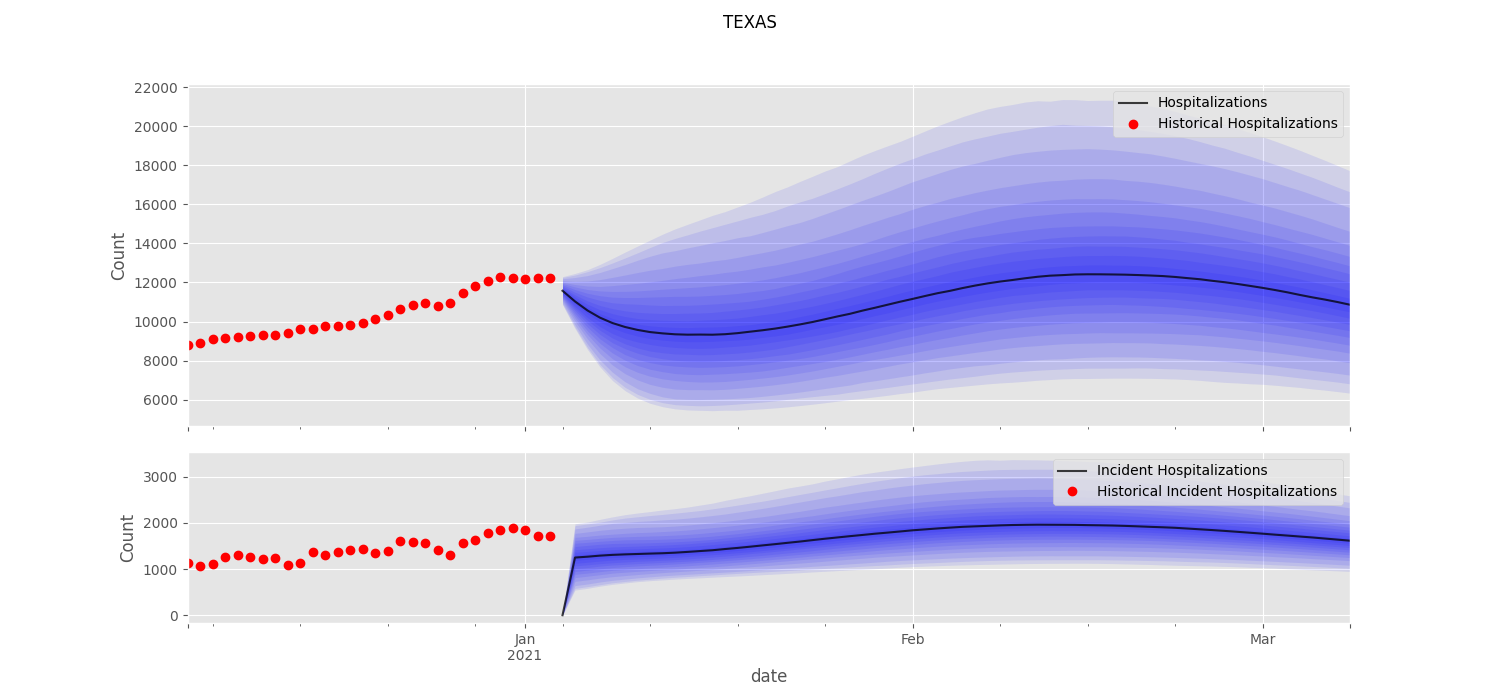 TEXAS
22000
20000
18000
16000
14000
12000
10000
8000
6000
Count
Hospitalizations
Historical Hospitalizations
3000
2000
1000
0
Count
Incident Hospitalizations
Historical Incident Hospitalizations
Jan
2021
Feb
Mar
date